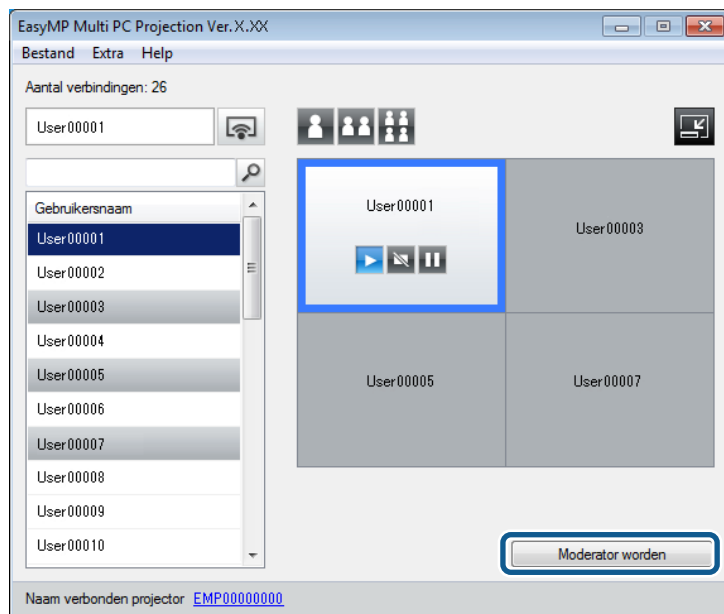 EasyMP Multi PC Projection Ver.X.XX
Bestand Extra Help
Aantal verbindingen: 26
User00001
Gebruikersnaam
User00001
User00002
User00003
User00004
User00005
User00006
User00007
User00008
User00009
User00010
User00001
User00003
User00005
User00007
Moderator worden
Naam verbonden projector EMP00000000